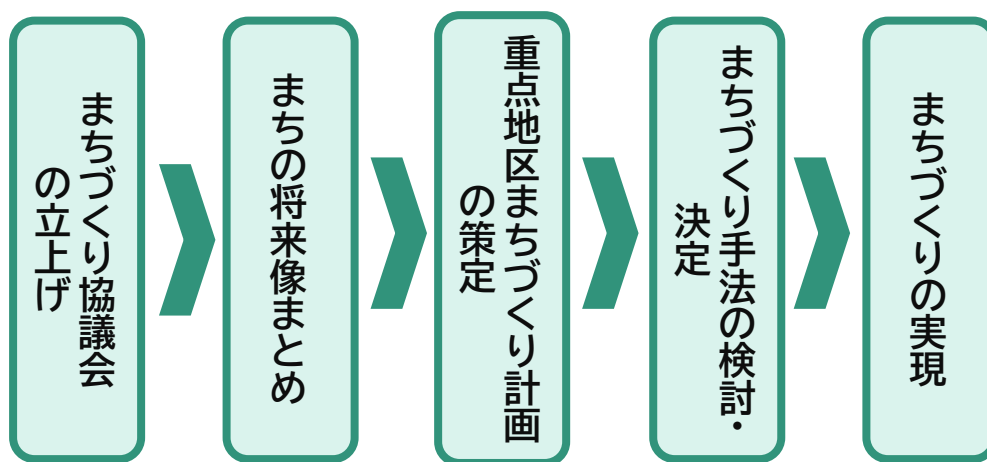 まちづくり協議会
の立上げ
まちの将来像まとめ
重点地区まちづくり計画
の策定
まちづくり手法の検討・
決定
まちづくりの実現